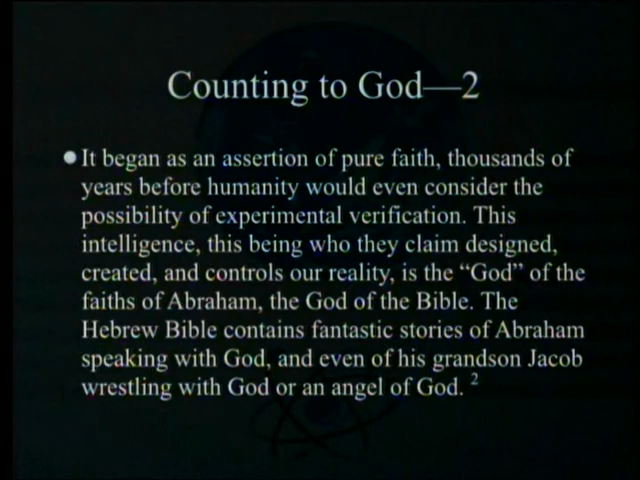 Counting to God—2
It began as an assertion of pure faith, thousands of
years before humanity would even consider the
possibility of experimental verification. This
intelligence, this being who they claim designed,
created, and controls our reality, is the “God” of the
faiths of Abraham, the God of the Bible. The
Hebrew Bible contains fantastic stories of Abraham
speaking with God, and even of his grandson Jacob
wrestling with God or an angel of God. 2